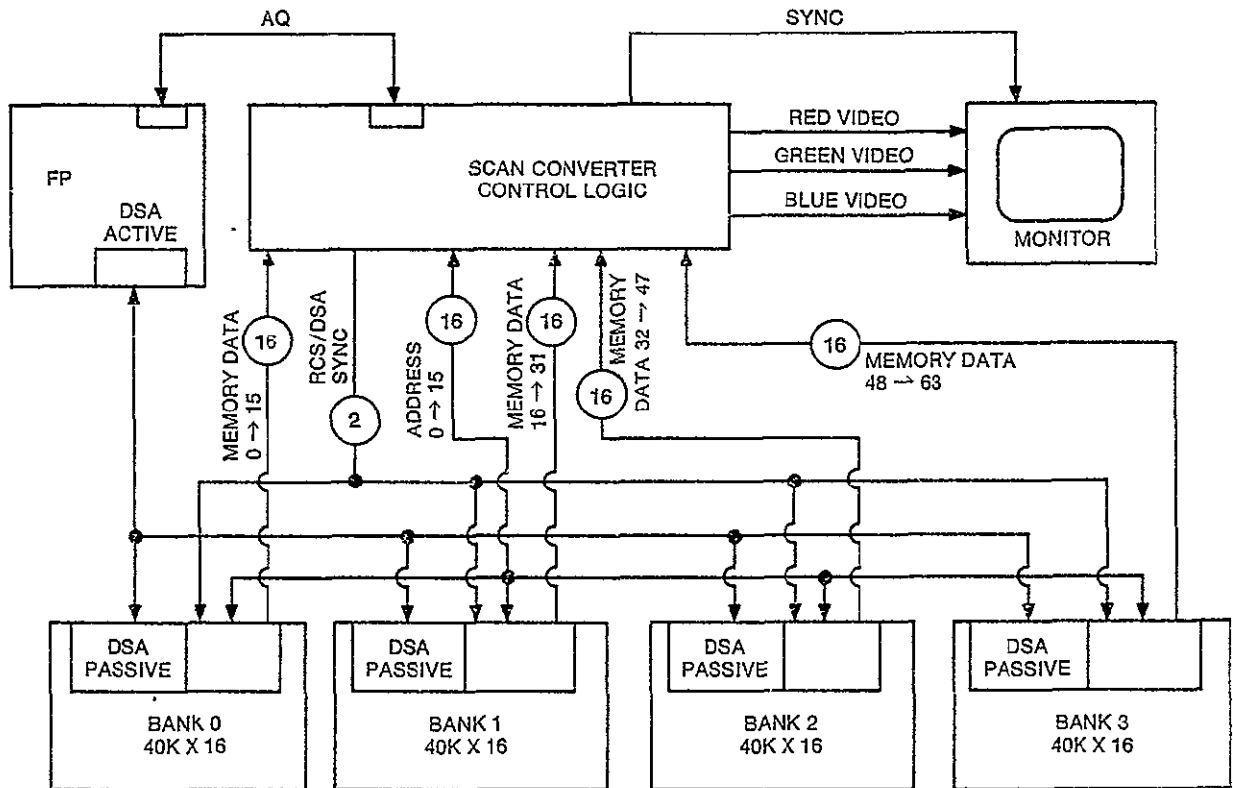 AQ
SYNC
FP
DSA
ACTIVE
SCAN CONVERTER
CONTROL LOGIC
RED VIDEO
GREEN VIDEO
BLUE VIDEO
MONITOR
MEMORY DATA
0 → 15
16
RCS/DSA
SYNC
2
ADDRESS
0 → 15
16
MEMORY DATA
16 → 31
16
MEMORY
DATA 32 → 47
16
16
MEMORY DATA
48 → 63
DSA
PASSIVE
BANK 0
40K X 16
DSA
PASSIVE
BANK 1
40K X 16
DSA
PASSIVE
BANK 2
40K X 16
DSA
PASSIVE
BANK 3
40K X 16